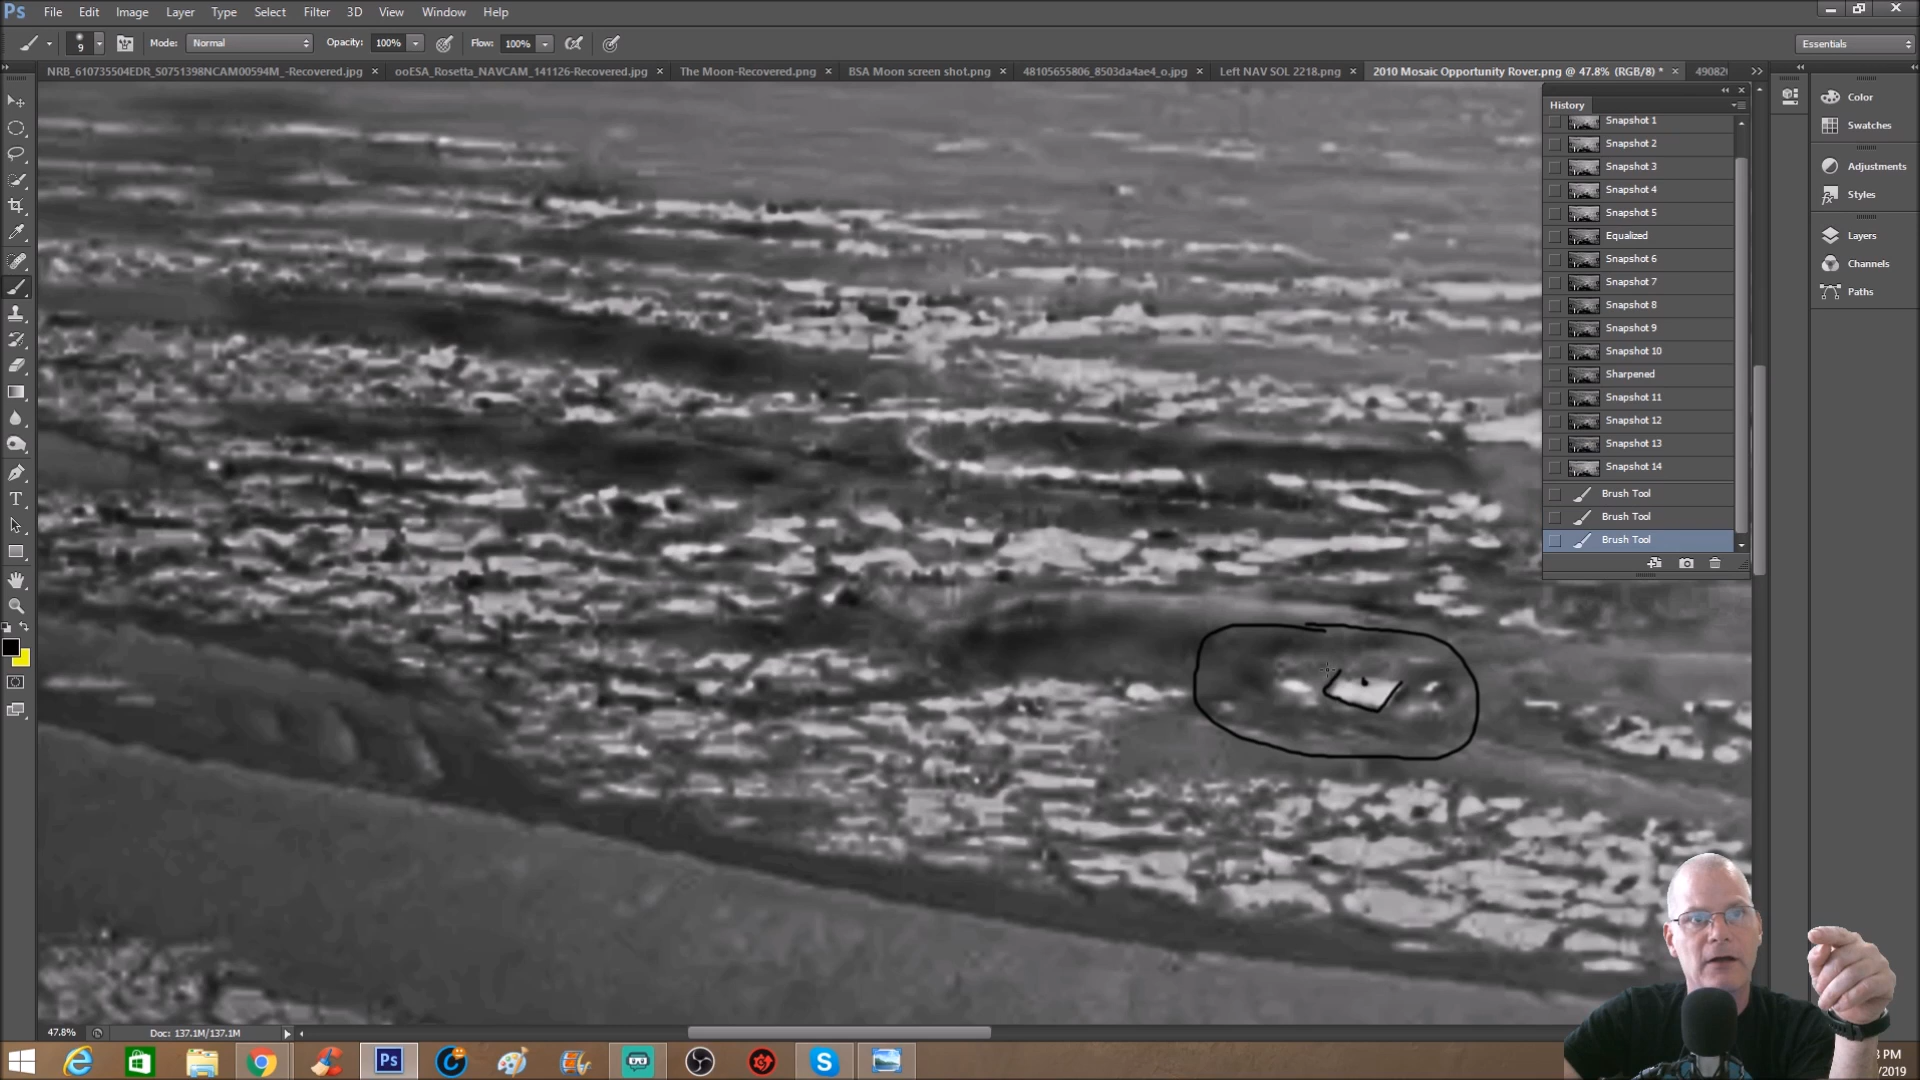 Ps File Edit Image Layer Type Select Filter 3D View Window Help
9 Mode: Normal Opacity: 100% Flow: 100% Essentials
NRB_610735504EDR_S0751398NCAM00594M_-Recovered.jpg × ooESA_Rosetta_NAVCAM_141126-Recovered.jpg × The Moon-Recovered.png × BSA Moon screen shot.png × 48105655806_8503da4ae4_o.jpg × Left NAV SOL 2218.png × 2010 Mosaic Opportunity Rover.png @ 47.8% (RGB/8) * × 49082
History
Snapshot 1
Snapshot 2
Snapshot 3
Snapshot 4
Snapshot 5
Equalized
Snapshot 6
Snapshot 7
Snapshot 8
Snapshot 9
Snapshot 10
Sharpened
Snapshot 11
Snapshot 12
Snapshot 13
Snapshot 14
Brush Tool
Brush Tool
Brush Tool
Color
Swatches
Adjustments
Styles
Layers
Channels
Paths
47.8% Doc: 137.1M/137.1M
Ps
PM
/2019